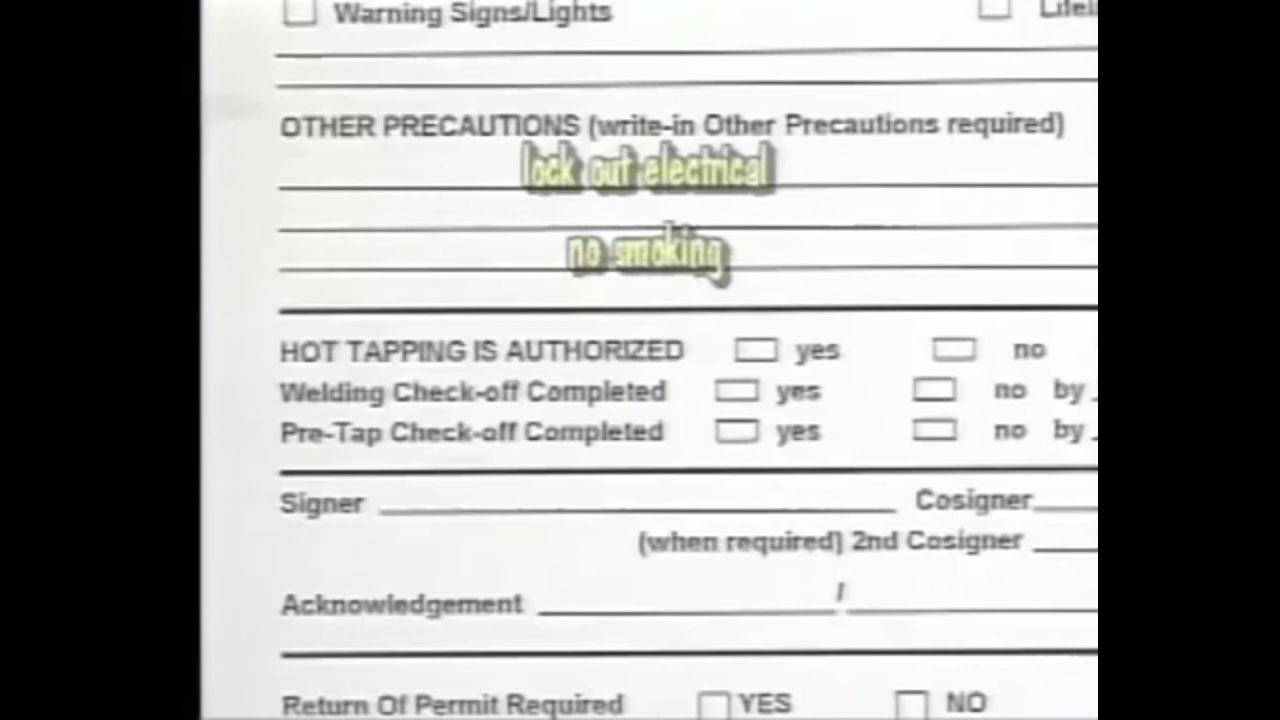 Warning Signs/Lights
OTHER PRECAUTIONS (write-in Other Precautions required)
lock out electrical
no smoking
HOT TAPPING IS AUTHORIZED yes no
Welding Check-off Completed yes no by
Pre-Tap Check-off Completed yes no by
Signer Cosigner
(when required) 2nd Cosigner
Acknowledgement /
Return Of Permit Required YES NO